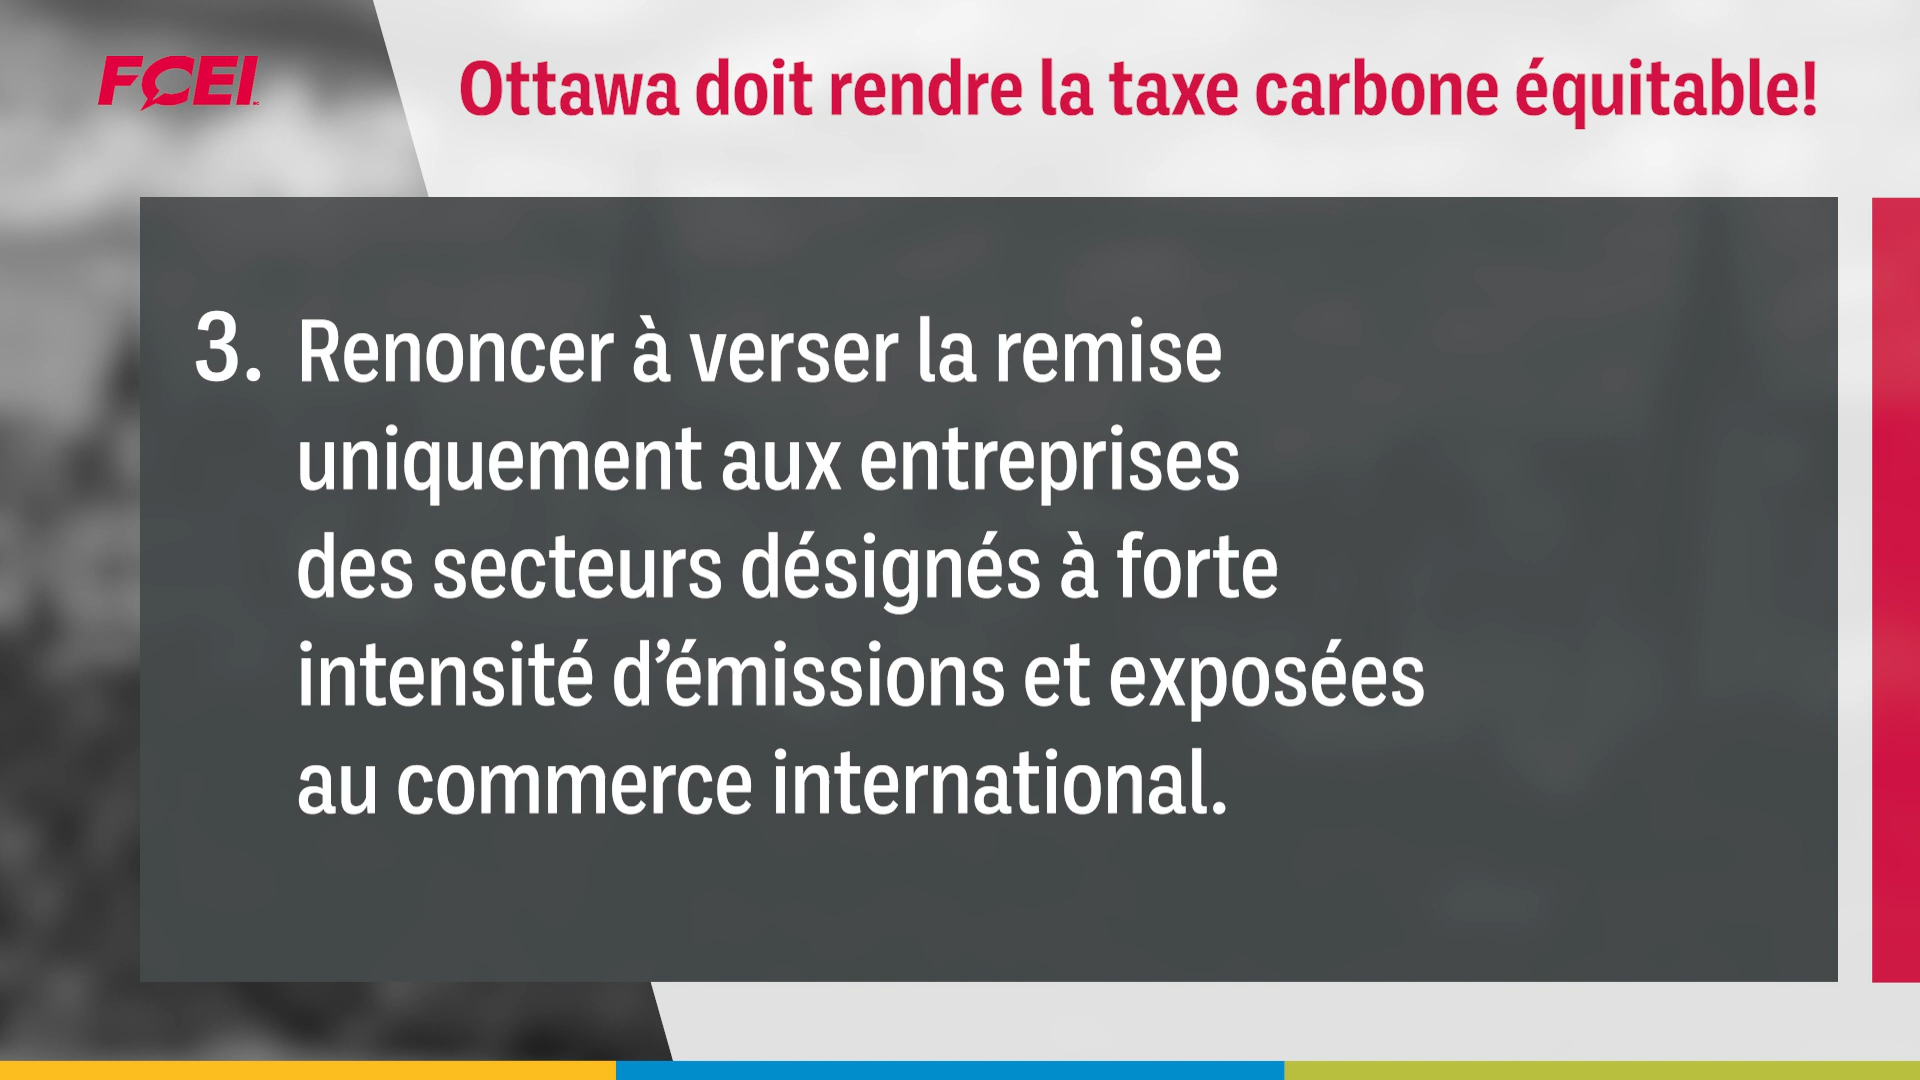 FCEI
Ottawa doit rendre la taxe carbone équitable!
3. Renoncer à verser la remise
uniquement aux entreprises
des secteurs désignés à forte
intensité d’émissions et exposées
au commerce international.